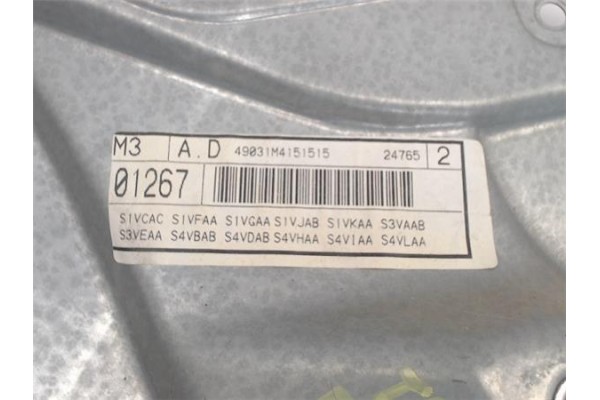 M3 A.D 49031M4151515 24765 2
01267
S1VCAC S1VFAA S1VGAA S1VJAB S1VKAA S3VAAB
S3VEAA S4VBAB S4VDAB S4VHAA S4VIAA S4VLAA